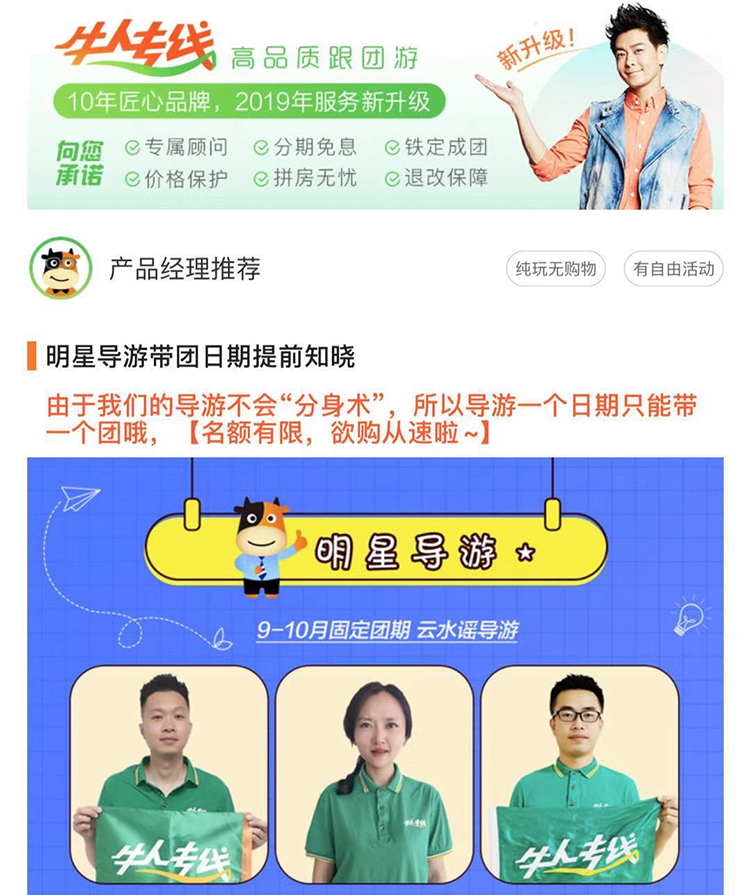 牛人专线 高品质跟团游
新升级!
10年匠心品牌，2019年服务新升级
向您承诺
专属顾问 分期免息 铁定成团
价格保护 拼房无忧 退改保障
产品经理推荐 纯玩无购物 有自由活动
明星导游带团日期提前知晓
由于我们的导游不会“分身术”，所以导游一个日期只能带
一个团哦，【名额有限，欲购从速啦~】
明星导游
9-10月固定团期 云水谣导游
牛人专线
牛人专线
牛人专线